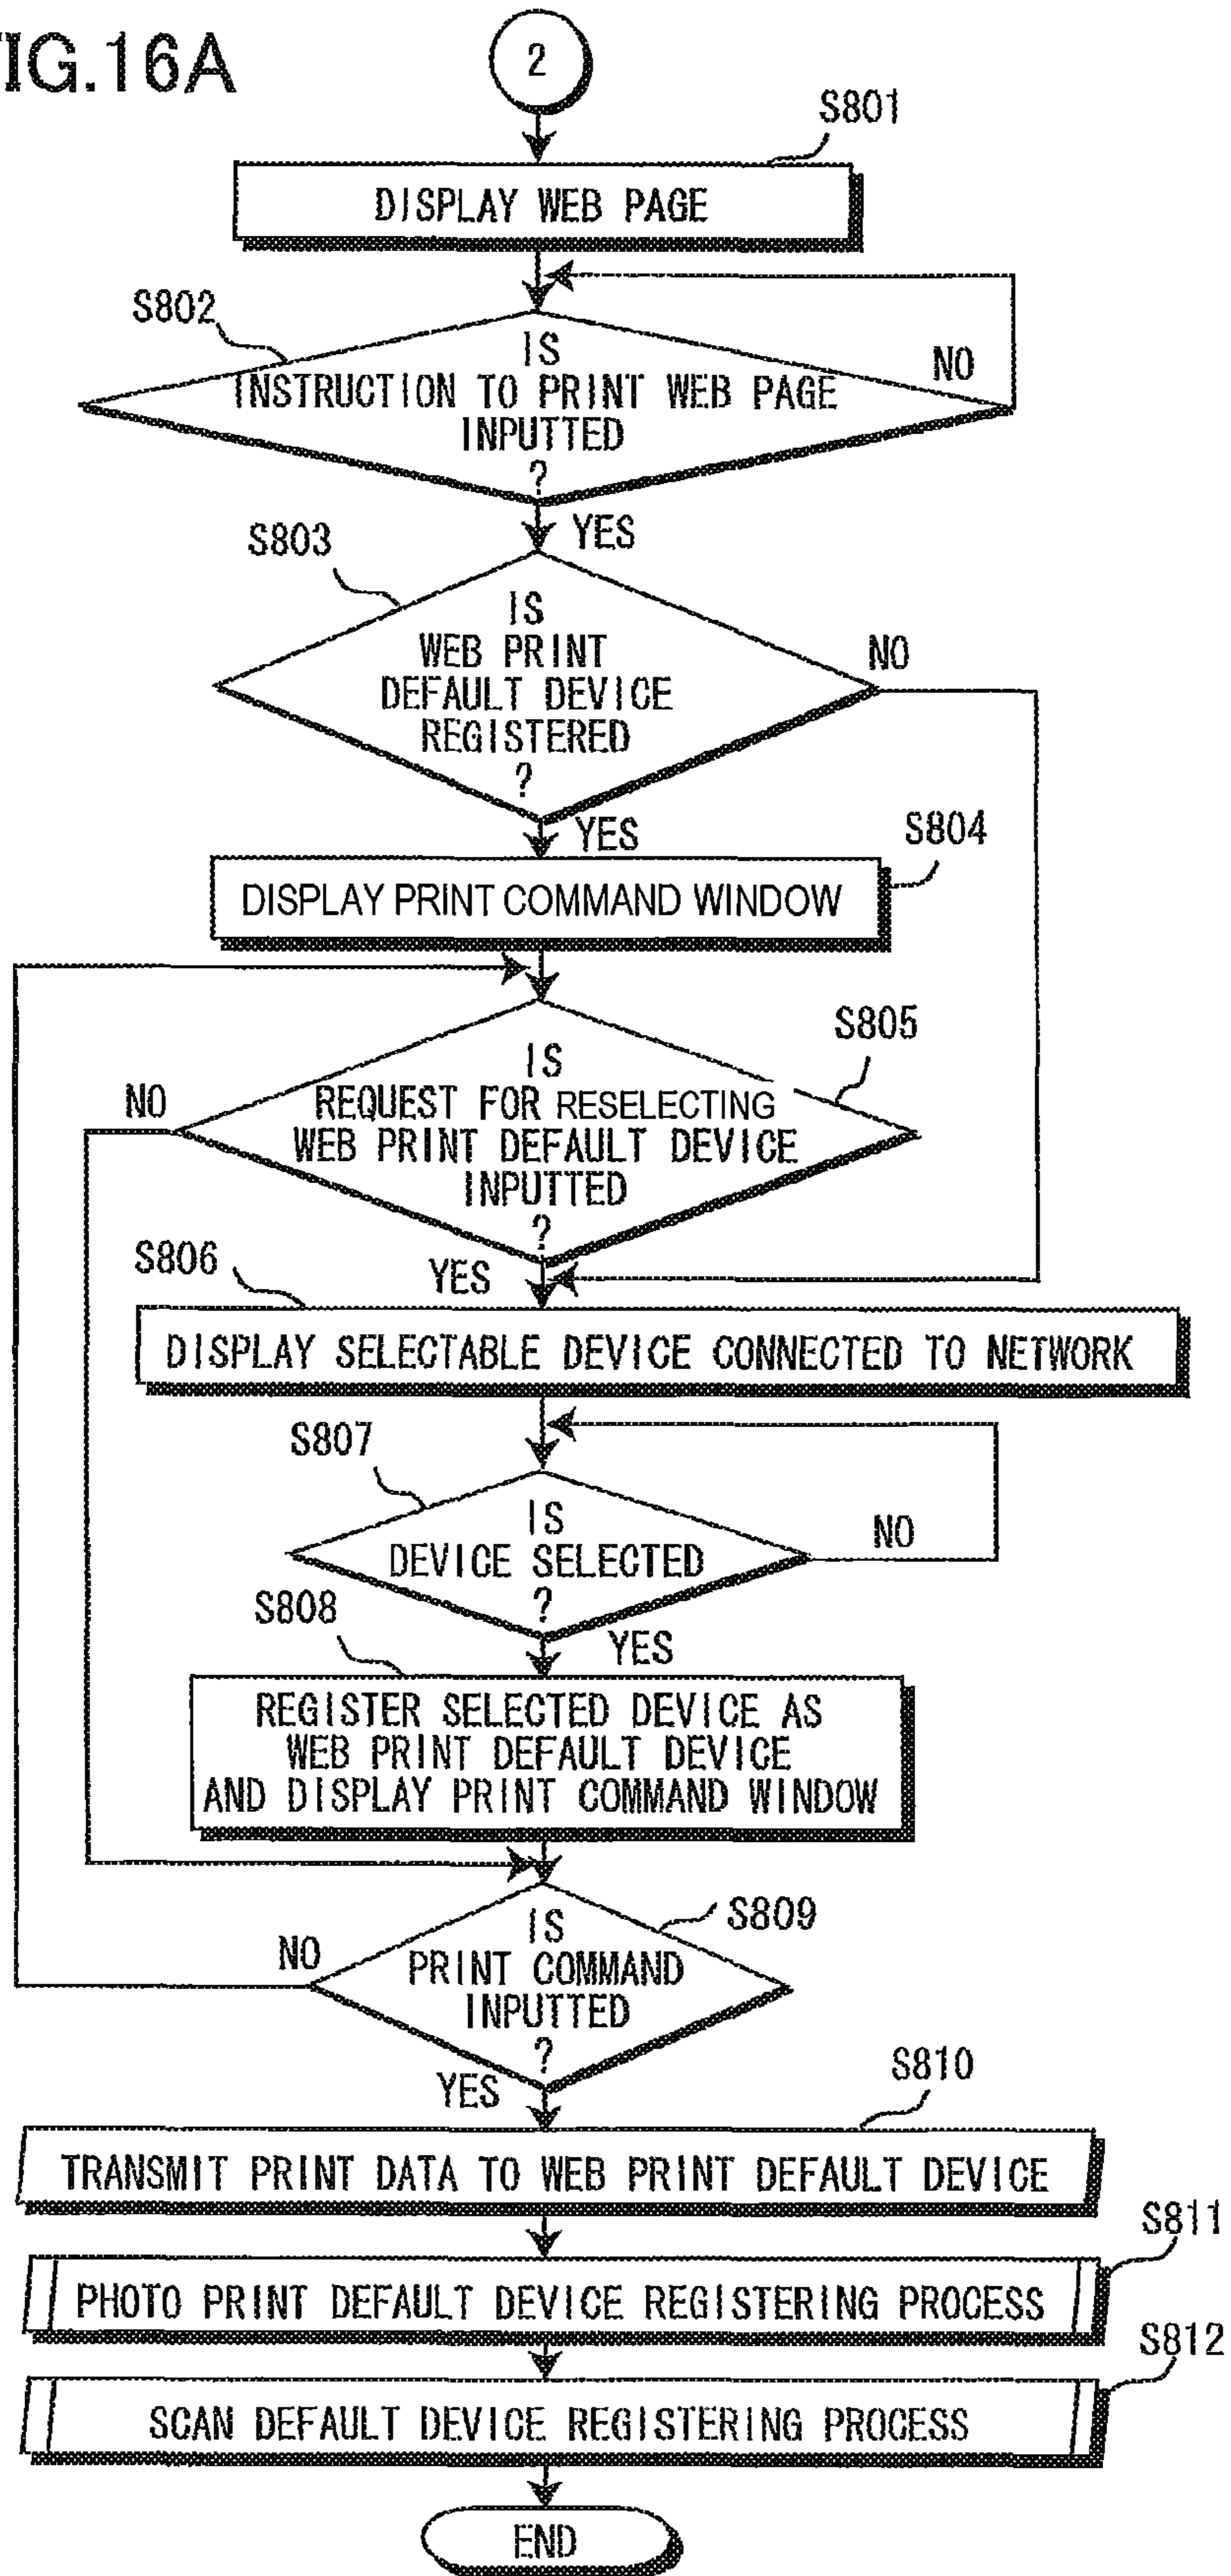 FIG.16A
2
S801
DISPLAY WEB PAGE
S802
IS
INSTRUCTION TO PRINT WEB PAGE
INPUTTED
?
NO
YES
S803
IS
WEB PRINT
DEFAULT DEVICE
REGISTERED
?
NO
YES
S804
DISPLAY PRINT COMMAND WINDOW
S805
IS
REQUEST FOR RESELECTING
WEB PRINT DEFAULT DEVICE
INPUTTED
?
NO
YES
S806
DISPLAY SELECTABLE DEVICE CONNECTED TO NETWORK
S807
IS
DEVICE SELECTED
?
NO
YES
S808
REGISTER SELECTED DEVICE AS
WEB PRINT DEFAULT DEVICE
AND DISPLAY PRINT COMMAND WINDOW
S809
IS
PRINT COMMAND
INPUTTED
?
NO
YES
S810
TRANSMIT PRINT DATA TO WEB PRINT DEFAULT DEVICE
S811
PHOTO PRINT DEFAULT DEVICE REGISTERING PROCESS
S812
SCAN DEFAULT DEVICE REGISTERING PROCESS
END